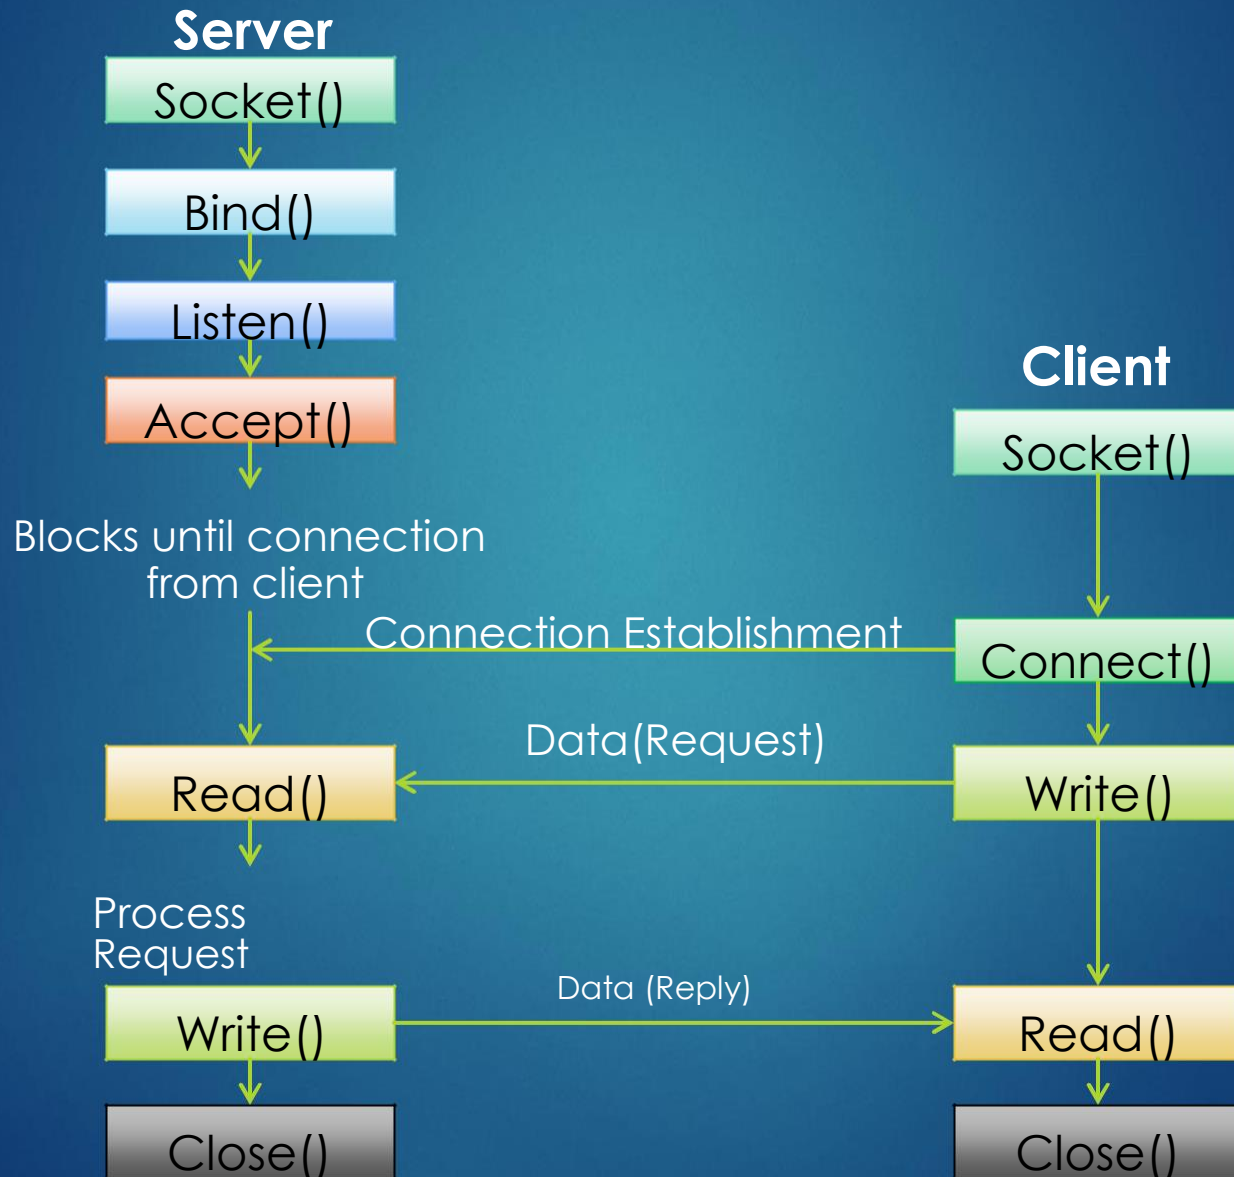 Server
Socket()
Bind()
Listen()
Accept()
Blocks until connection
from client
Client
Socket()
Connection Establishment
Connect()
Data(Request)
Read()
Write()
Process
Request
Data (Reply)
Write()
Read()
Close()
Close()